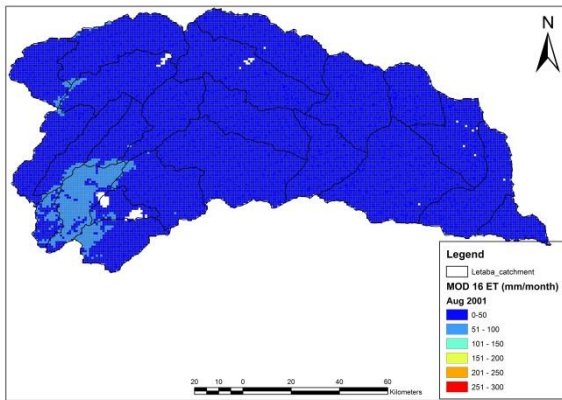 N
Legend
Letaba_catchment
MOD 16 ET (mm/month)
Aug 2001
0-50
51 - 100
101 - 150
151 - 200
201 - 250
251 - 300
20 10 0 20 40 60
Kilometers